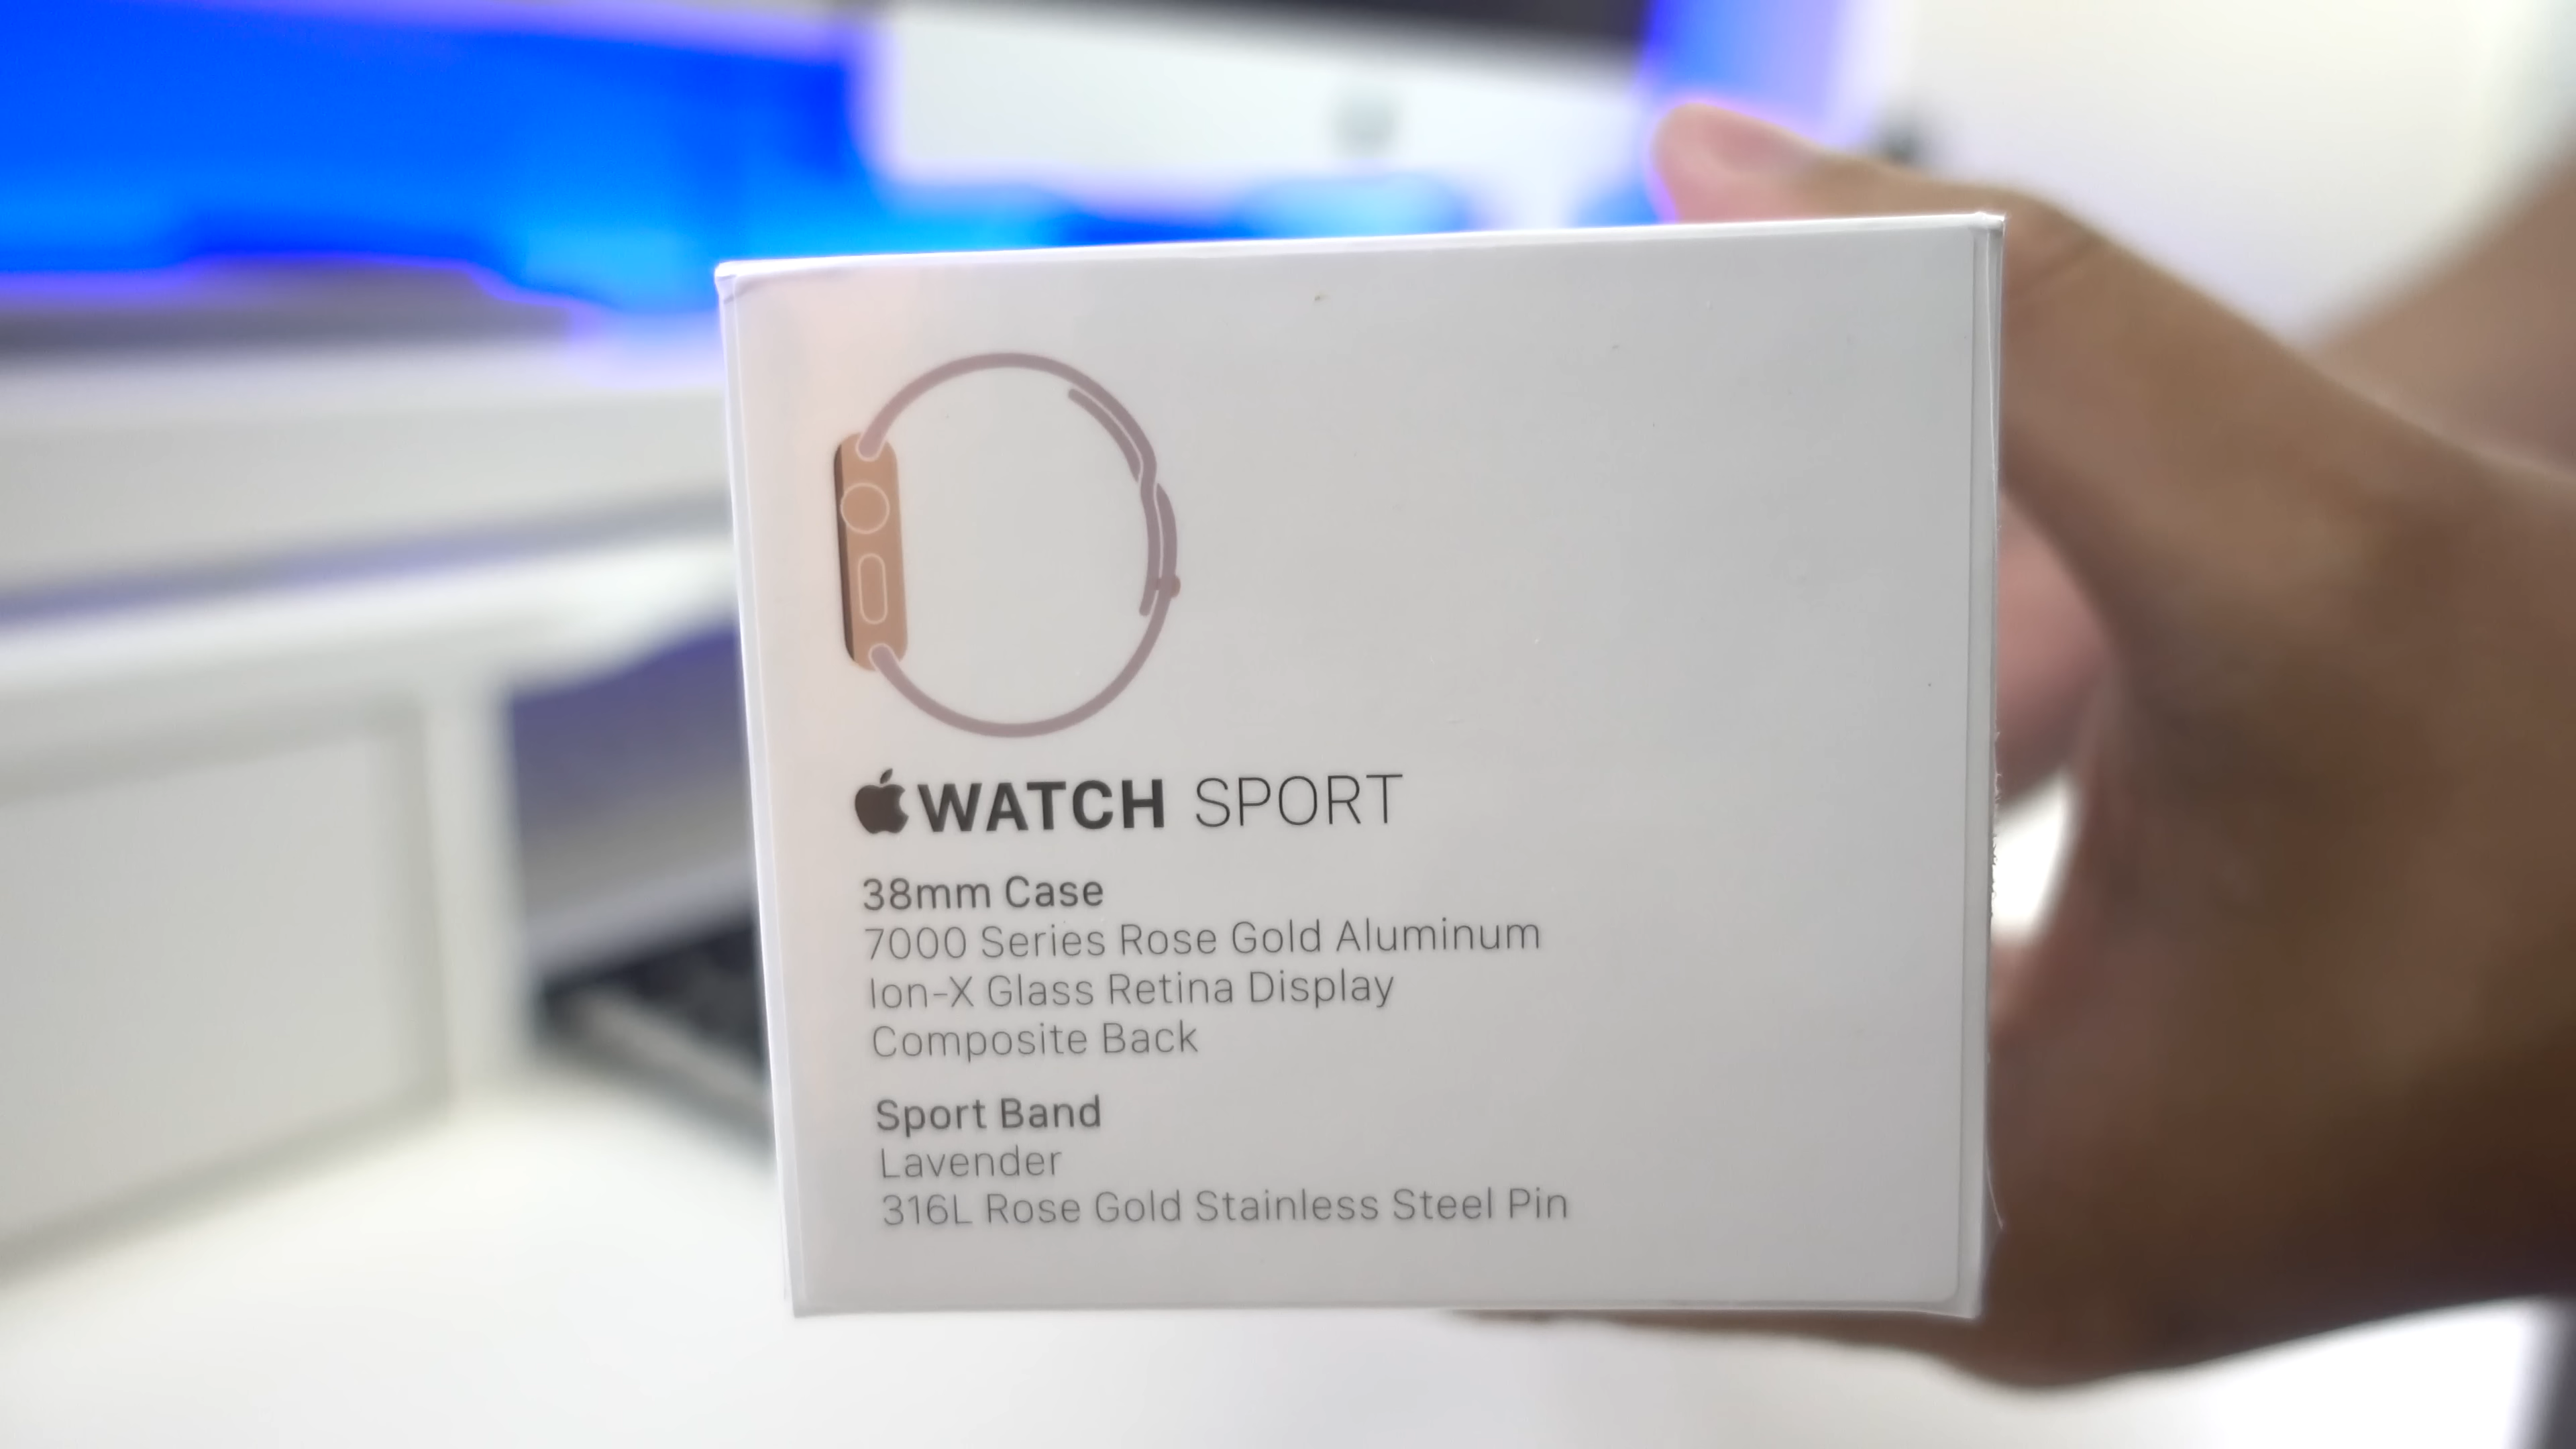 WATCH SPORT
38mm Case
7000 Series Rose Gold Aluminum
Ion-X Glass Retina Display
Composite Back
Sport Band
Lavender
316L Rose Gold Stainless Steel Pin